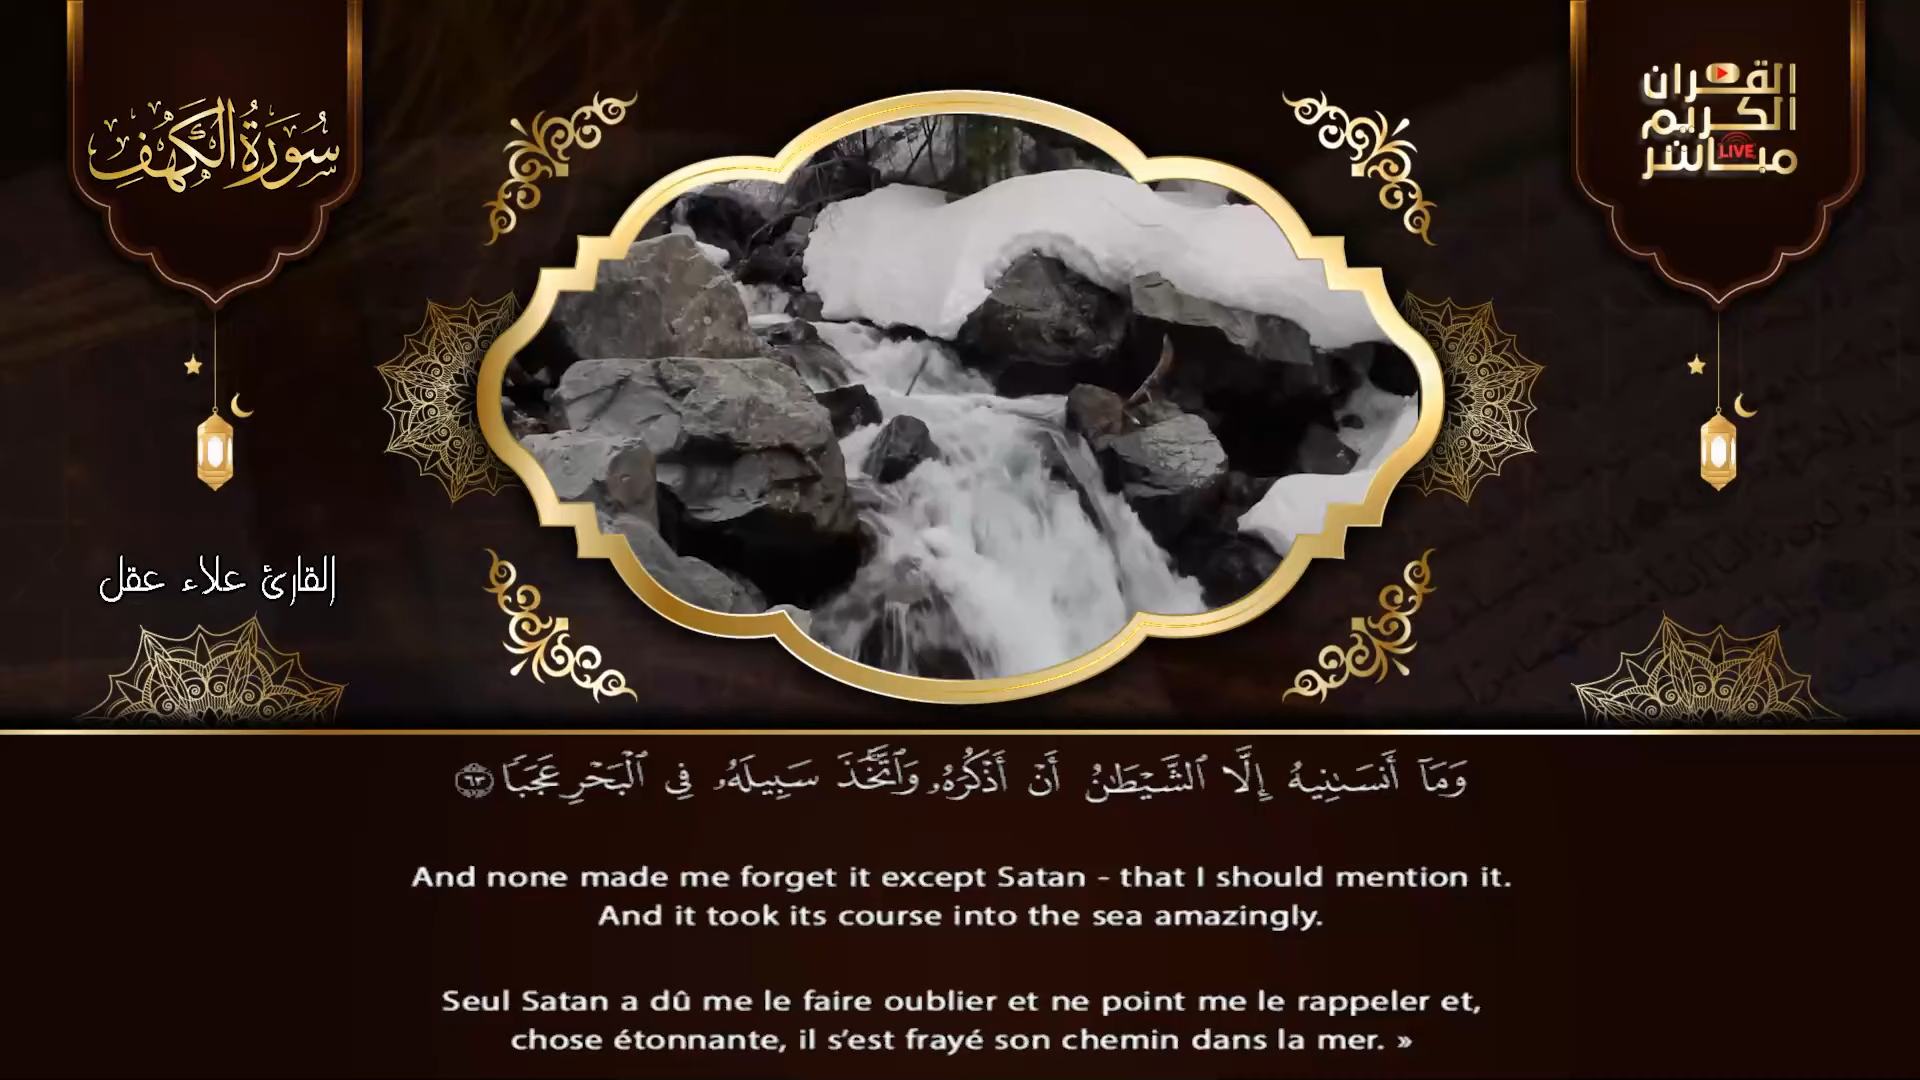 سُورَةُ الكَهْفِ
القرآن
الكريم
مباشر
LIVE
القارئ علاء عقل
وَمَآ أَنسَىٰنِيهُ إِلَّا ٱلشَّيْطَٰنُ أَنْ أَذْكُرَهُۥ وَٱتَّخَذَ سَبِيلَهُۥ فِى ٱلْبَحْرِ عَجَبًا ٦٣
And none made me forget it except Satan - that I should mention it.
And it took its course into the sea amazingly.
Seul Satan a dû me le faire oublier et ne point me le rappeler et,
chose étonnante, il s’est frayé son chemin dans la mer. »